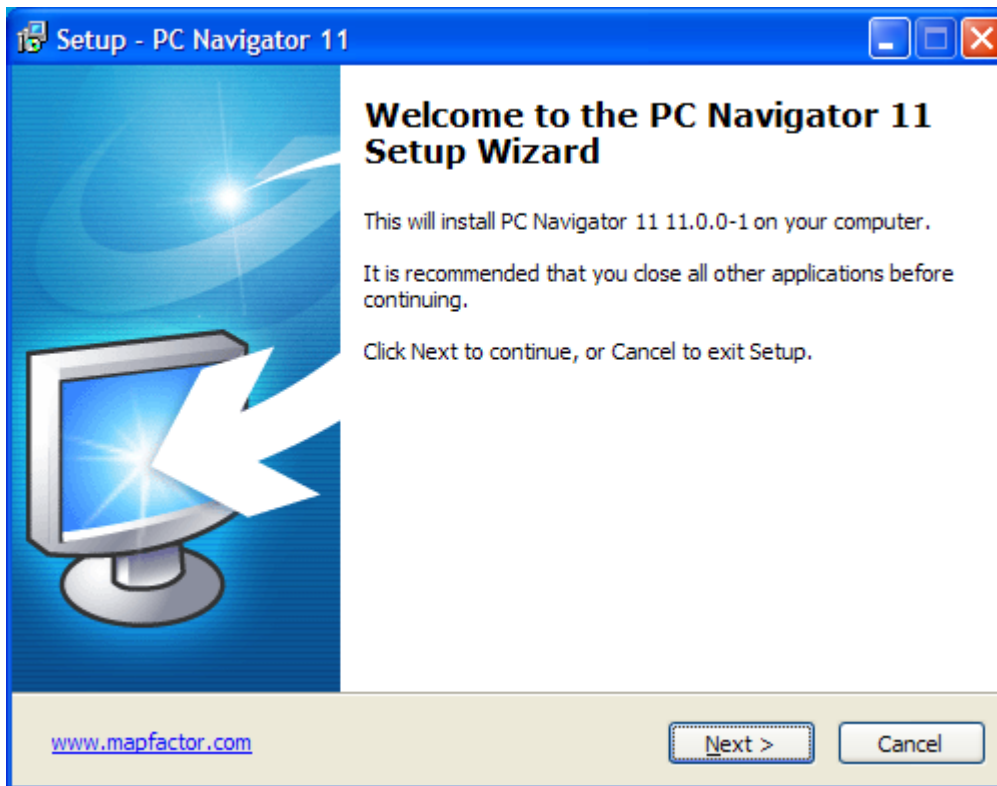 Setup - PC Navigator 11
Welcome to the PC Navigator 11
Setup Wizard
This will install PC Navigator 11 11.0.0-1 on your computer.
It is recommended that you close all other applications before
continuing.
Click Next to continue, or Cancel to exit Setup.
www.mapfactor.com
Next >
Cancel